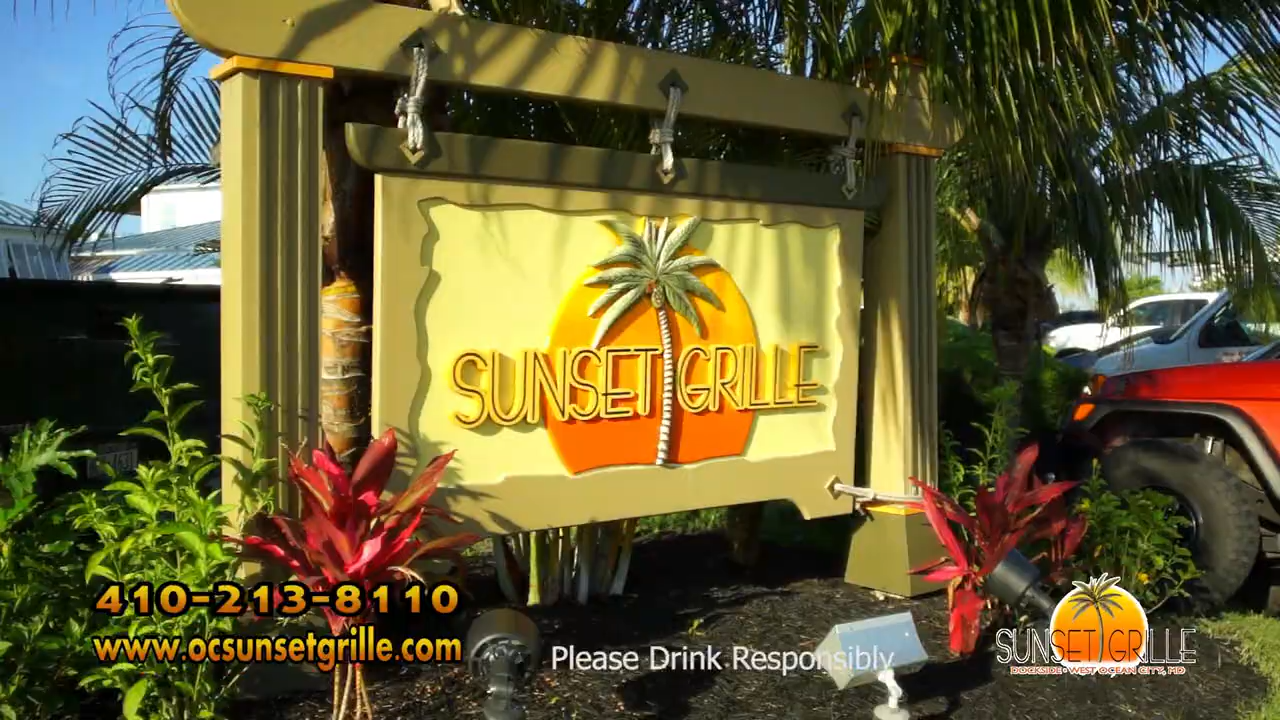 SUNSET GRILLE
410-213-8110
www.ocsunsetgrille.com
Please Drink Responsibly
SUNSET GRILLE
DOCKSIDE • WEST OCEAN CITY, MD